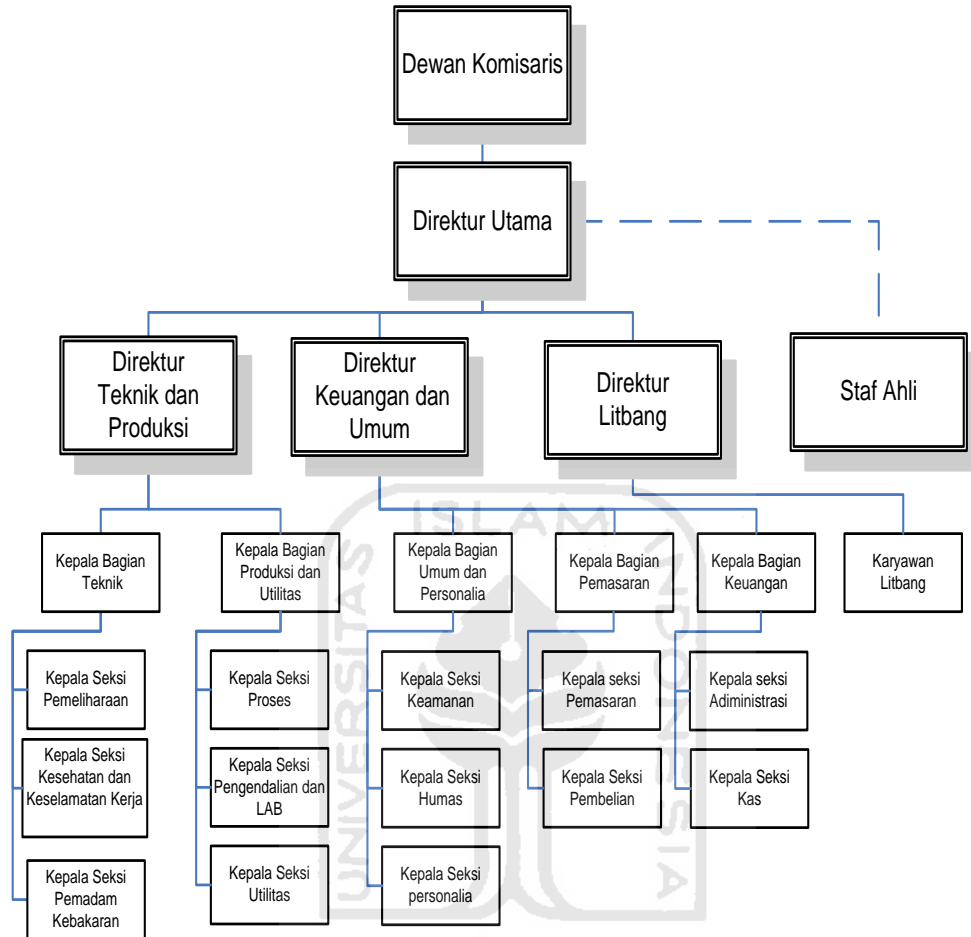 Dewan Komisaris
Direktur Utama
Direktur
Teknik dan
Produksi
Direktur
Keuangan dan
Umum
Direktur
Litbang
Staf Ahli
Kepala Bagian
Teknik
Kepala Bagian
Produksi dan
Utilitas
Kepala Bagian
Umum dan
Personalia
Kepala Bagian
Pemasaran
Kepala Bagian
Keuangan
Karyawan
Litbang
Kepala Seksi
Pemeliharaan
Kepala Seksi
Kesehatan dan
Keselamatan Kerja
Kepala Seksi
Pemadam
Kebakaran
Kepala Seksi
Proses
Kepala Seksi
Pengendalian dan
LAB
Kepala Seksi
Utilitas
Kepala Seksi
Keamanan
Kepala Seksi
Humas
Kepala Seksi
personalia
Kepala seksi
Pemasaran
Kepala Seksi
Pembelian
Kepala seksi
Adiministrasi
Kepala Seksi
Kas
UNIVERSITAS
ISLAM
INDONESIA